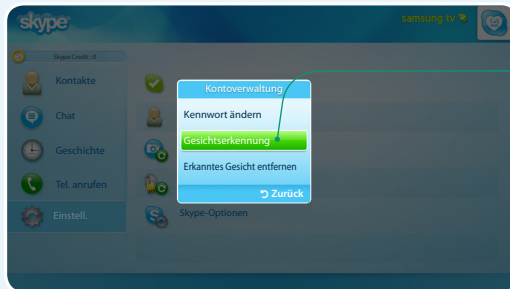 skype
samsung tv
Skype Credit : 0
Kontakte
Chat
Geschichte
Tel. anrufen
Einstell.
Kontoverwaltung
Kennwort ändern
Gesichtserkennung
Erkanntes Gesicht entfernen
Zurück
Skype-Optionen